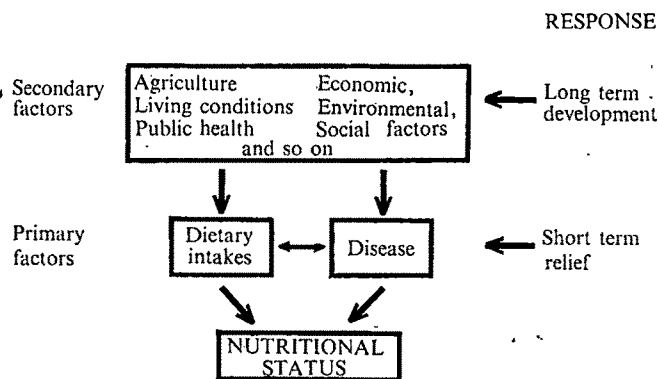 RESPONSE
Secondary factors
Agriculture Economic,
Living conditions Environmental,
Public health Social factors
and so on
Long term development
Primary factors
Dietary intakes
Disease
Short term relief
NUTRITIONAL STATUS